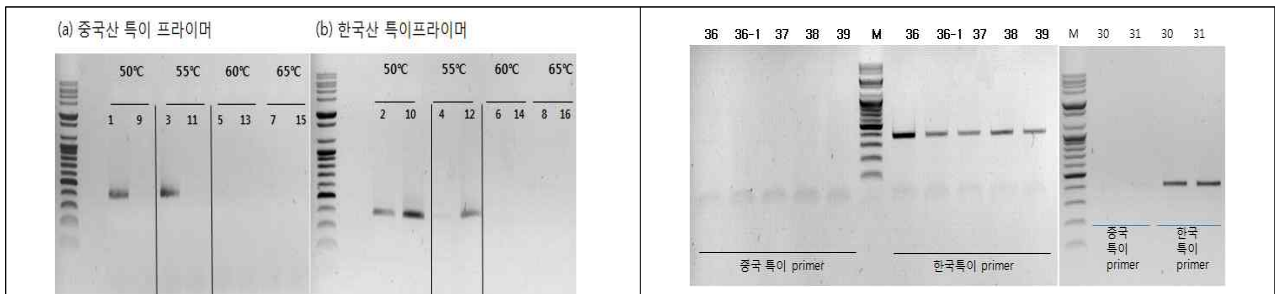 (a) 중국산 특이 프라이머
(b) 한국산 특이프라이머
50℃ 55℃ 60℃ 65℃
1 9 3 11 5 13 7 15
50℃ 55℃ 60℃ 65℃
2 10 4 12 6 14 8 16
36 36-1 37 38 39 M 36 36-1 37 38 39
중국 특이 primer
한국특이 primer
M 30 31 30 31
중국
특이
primer
한국
특이
primer